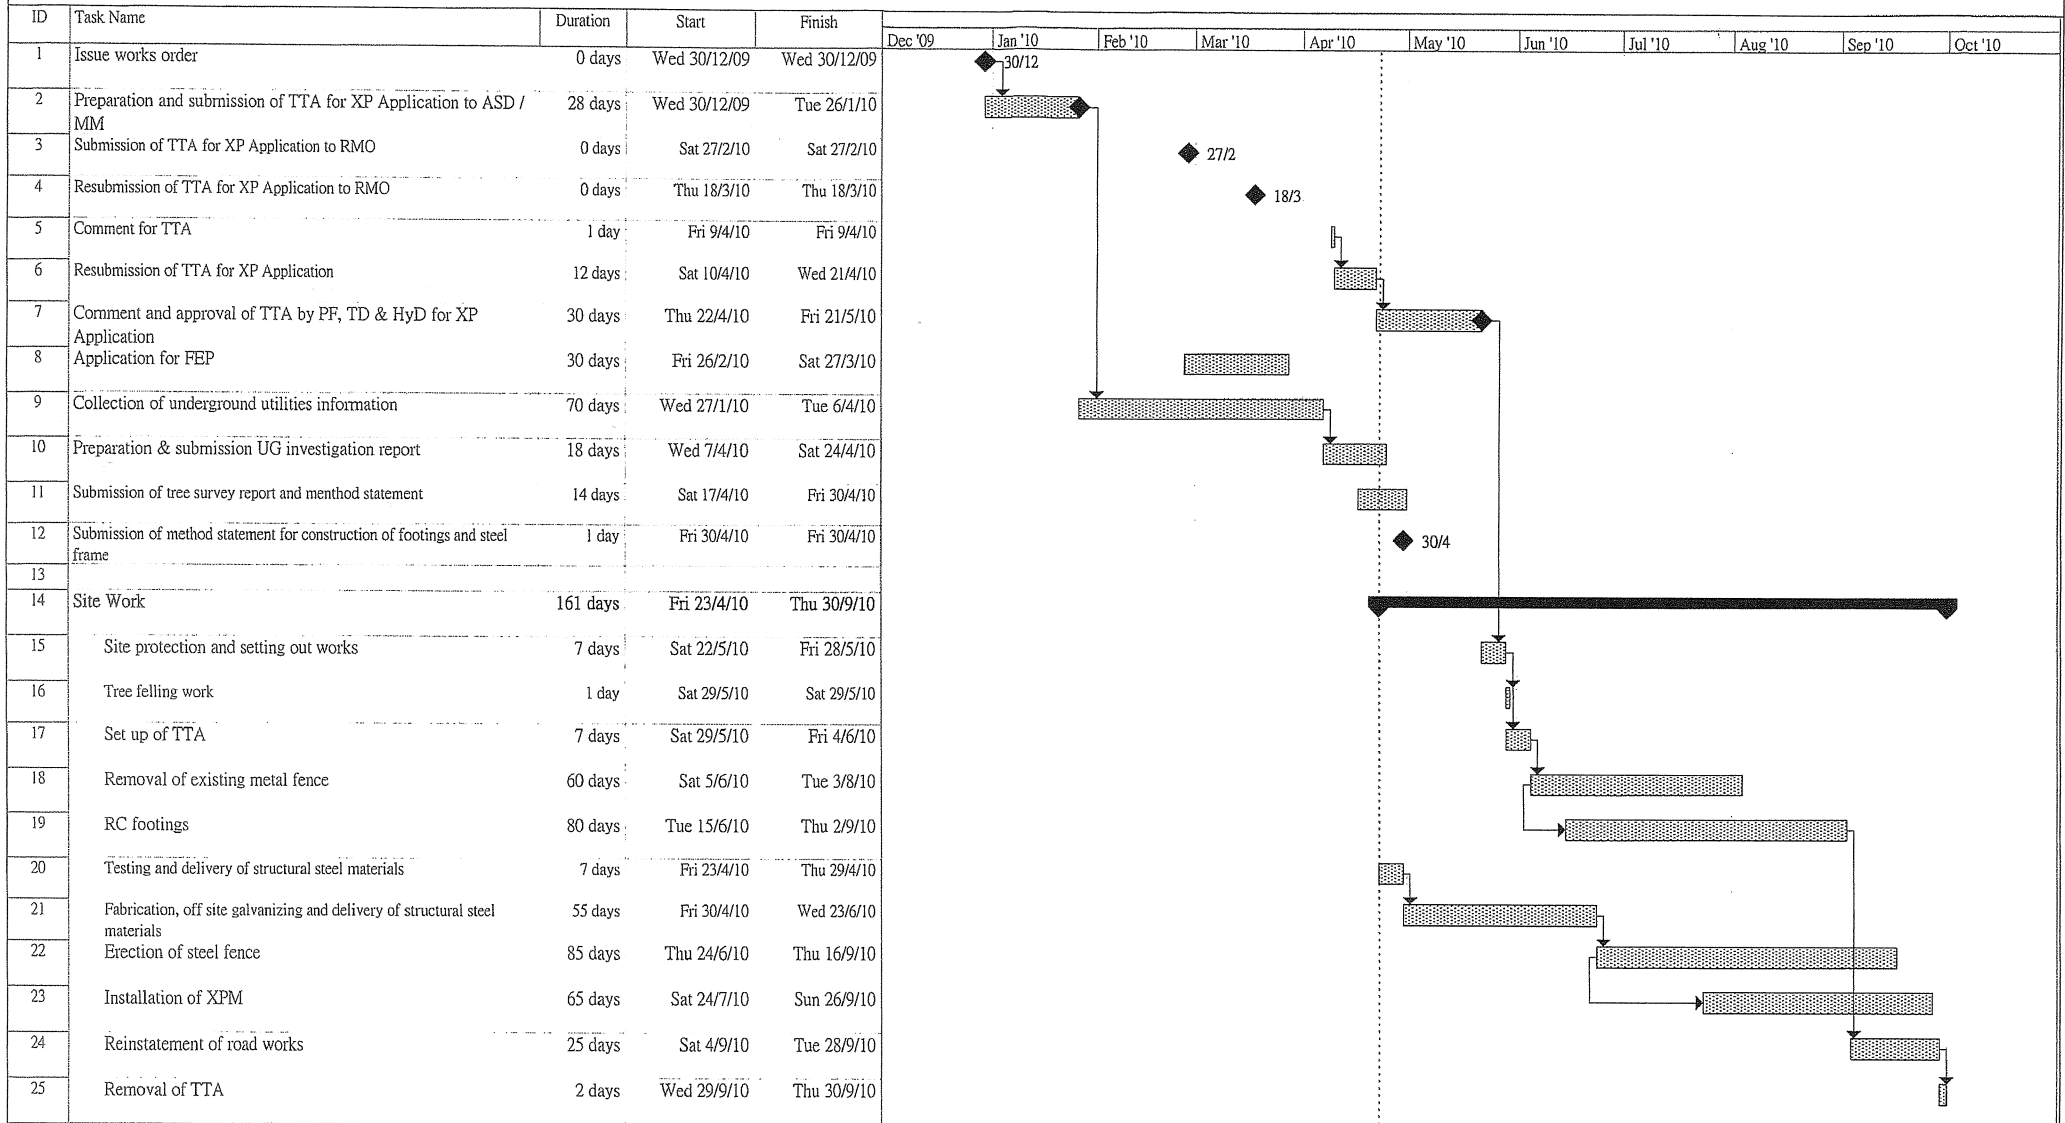 ID Task Name Duration Start Finish
Dec '09 Jan '10 Feb '10 Mar '10 Apr '10 May '10 Jun '10 Jul '10 Aug '10 Sep '10 Oct '10
1 Issue works order 0 days Wed 30/12/09 Wed 30/12/09 30/12
2 Preparation and submission of TTA for XP Application to ASD / 28 days Wed 30/12/09 Tue 26/1/10
MM
3 Submission of TTA for XP Application to RMO 0 days Sat 27/2/10 Sat 27/2/10 27/2
4 Resubmission of TTA for XP Application to RMO 0 days Thu 18/3/10 Thu 18/3/10 18/3
5 Comment for TTA 1 day Fri 9/4/10 Fri 9/4/10
6 Resubmission of TTA for XP Application 12 days Sat 10/4/10 Wed 21/4/10
7 Comment and approval of TTA by PF, TD & HyD for XP 30 days Thu 22/4/10 Fri 21/5/10
Application
8 Application for FEP 30 days Fri 26/2/10 Sat 27/3/10
9 Collection of underground utilities information 70 days Wed 27/1/10 Tue 6/4/10
10 Preparation & submission UG investigation report 18 days Wed 7/4/10 Sat 24/4/10
11 Submission of tree survey report and menthod statement 14 days Sat 17/4/10 Fri 30/4/10
12 Submission of method statement for construction of footings and steel 1 day Fri 30/4/10 Fri 30/4/10 30/4
frame
13
14 Site Work 161 days Fri 23/4/10 Thu 30/9/10
15 Site protection and setting out works 7 days Sat 22/5/10 Fri 28/5/10
16 Tree felling work 1 day Sat 29/5/10 Sat 29/5/10
17 Set up of TTA 7 days Sat 29/5/10 Fri 4/6/10
18 Removal of existing metal fence 60 days Sat 5/6/10 Tue 3/8/10
19 RC footings 80 days Tue 15/6/10 Thu 2/9/10
20 Testing and delivery of structural steel materials 7 days Fri 23/4/10 Thu 29/4/10
21 Fabrication, off site galvanizing and delivery of structural steel 55 days Fri 30/4/10 Wed 23/6/10
materials
22 Erection of steel fence 85 days Thu 24/6/10 Thu 16/9/10
23 Installation of XPM 65 days Sat 24/7/10 Sun 26/9/10
24 Reinstatement of road works 25 days Sat 4/9/10 Tue 28/9/10
25 Removal of TTA 2 days Wed 29/9/10 Thu 30/9/10